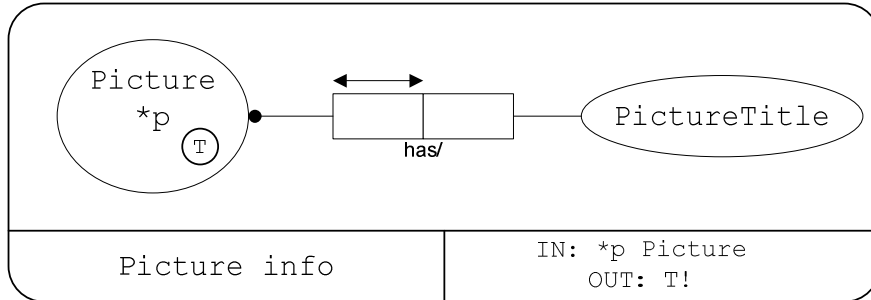 Picture
*p
T
has/
PictureTitle
Picture info
IN: *p Picture
OUT: T!